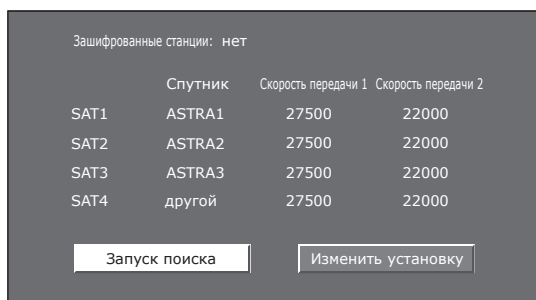 Зашифрованные станции: нет
Спутник Скорость передачи 1 Скорость передачи 2
SAT1 ASTRA1 27500 22000
SAT2 ASTRA2 27500 22000
SAT3 ASTRA3 27500 22000
SAT4 другой 27500 22000
Запуск поиска Изменить установку